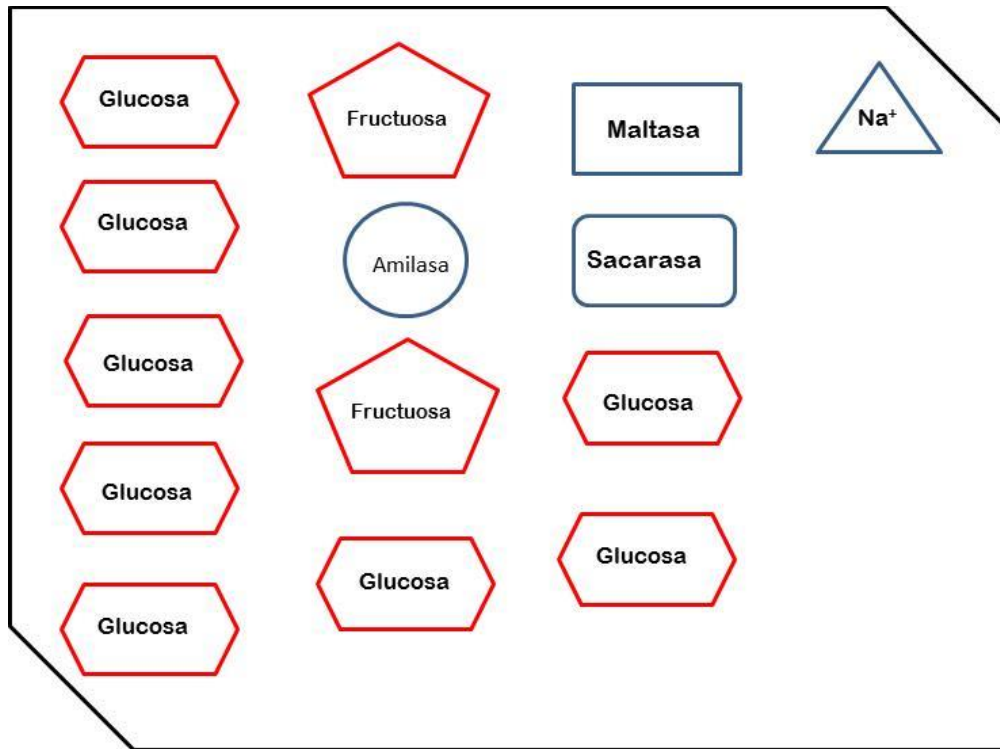 Glucosa
Fructuosa
Maltasa
Na⁺
Glucosa
Amilasa
Sacarasa
Glucosa
Fructuosa
Glucosa
Glucosa
Glucosa
Glucosa
Glucosa